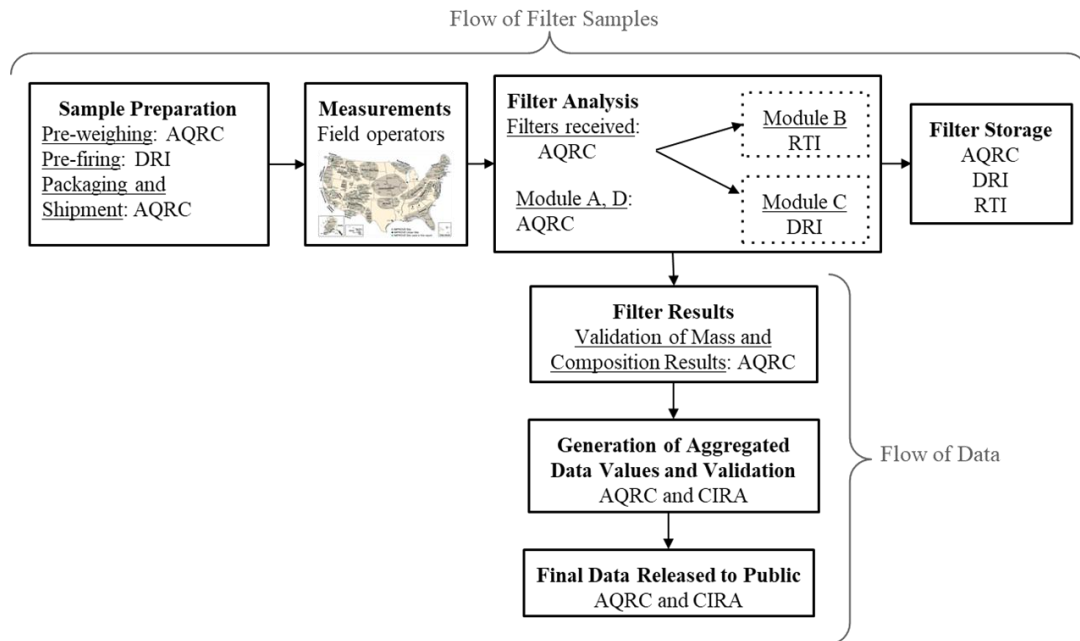 Flow of Filter Samples
Sample Preparation
Pre-weighing: AQRC
Pre-firing: DRI
Packaging and
Shipment: AQRC
Measurements
Field operators
Filter Analysis
Filters received:
AQRC
Module A, D:
AQRC
Module B
RTI
Module C
DRI
Filter Storage
AQRC
DRI
RTI
Filter Results
Validation of Mass and
Composition Results: AQRC
Generation of Aggregated
Data Values and Validation
AQRC and CIRA
Final Data Released to Public
AQRC and CIRA
Flow of Data